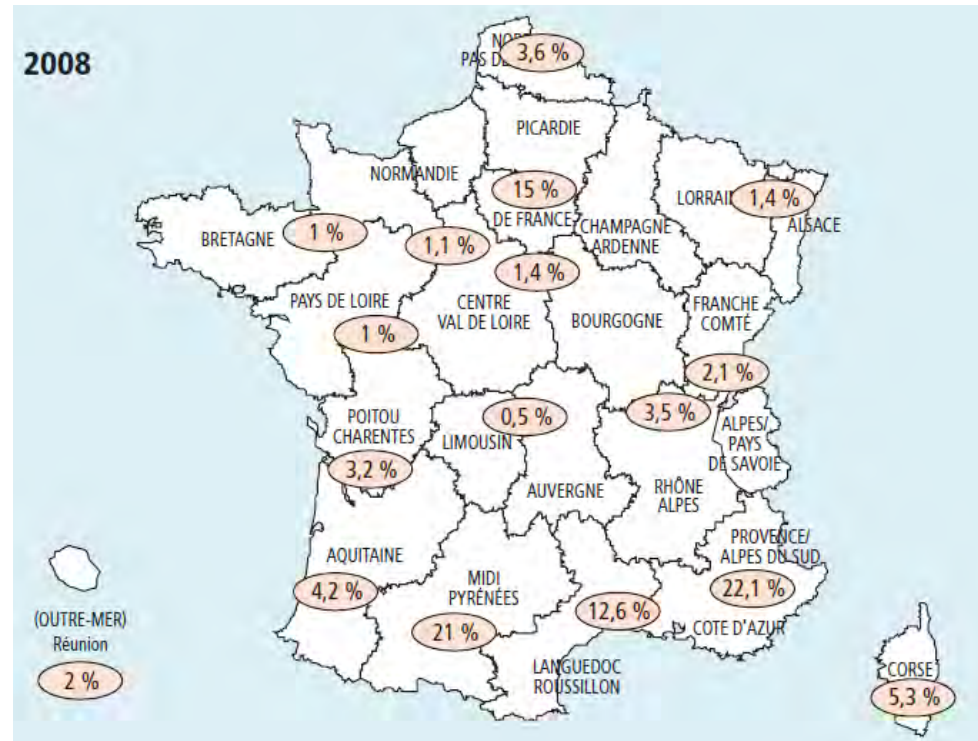 2008
NO
3,6 %
PAS DE
PICARDIE
NORMANDIE
15 %
DE FRANCE
CHAMPAGNE
ARDENNE
LORRAIN
1,4 %
ALSACE
BRETAGNE
1 %
1,1 %
1,4 %
PAYS DE LOIRE
CENTRE
VAL DE LOIRE
BOURGOGNE
FRANCHE
COMTÉ
1 %
2,1 %
POITOU
CHARENTES
0,5 %
LIMOUSIN
3,5 %
ALPES/
PAYS
DE SAVOIE
3,2 %
AUVERGNE
RHÔNE
ALPES
AQUITAINE
PROVENCE/
ALPES DU SUD
4,2 %
MIDI
PYRÉNÉES
22,1 %
12,6 %
21 %
COTE D'AZUR
(OUTRE-MER)
Réunion
2 %
LANGUEDOC
ROUSSILLON
CORSE
5,3 %